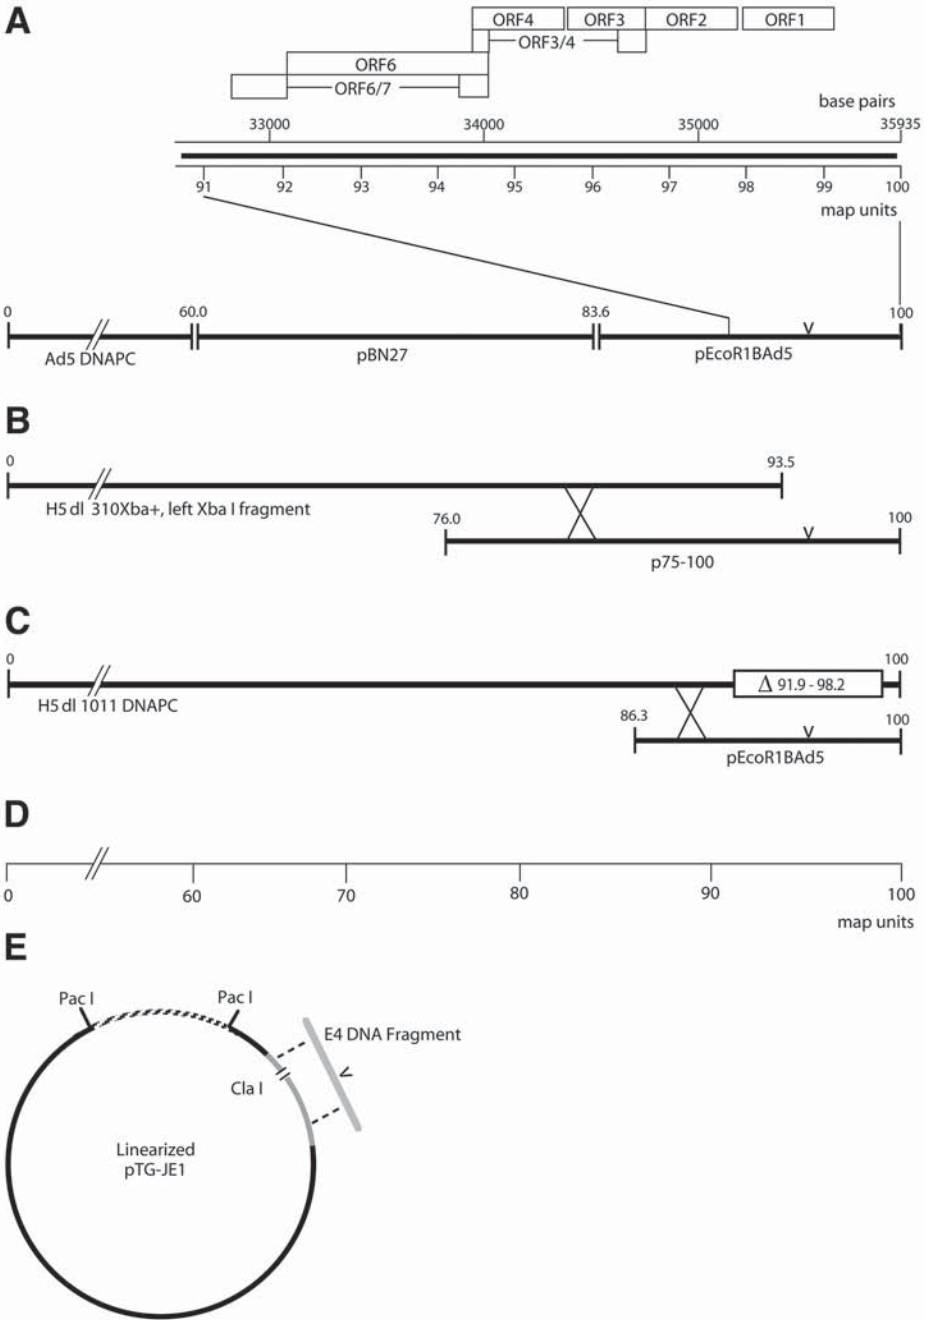 A
ORF4 ORF3 ORF2 ORF1
ORF3/4
ORF6
ORF6/7
base pairs
33000 34000 35000 35935
91 92 93 94 95 96 97 98 99 100
map units
0 60.0 83.6 100
Ad5 DNAPC pBN27 pEcoR1BAd5
B
0 93.5
H5 dl 310Xba+, left Xba I fragment
76.0 100
p75-100
C
0 100
Δ 91.9 - 98.2
H5 dl 1011 DNAPC
86.3 100
pEcoR1BAd5
D
0 60 70 80 90 100
map units
E
Pac I Pac I
E4 DNA Fragment
Cla I
Linearized
pTG-JE1